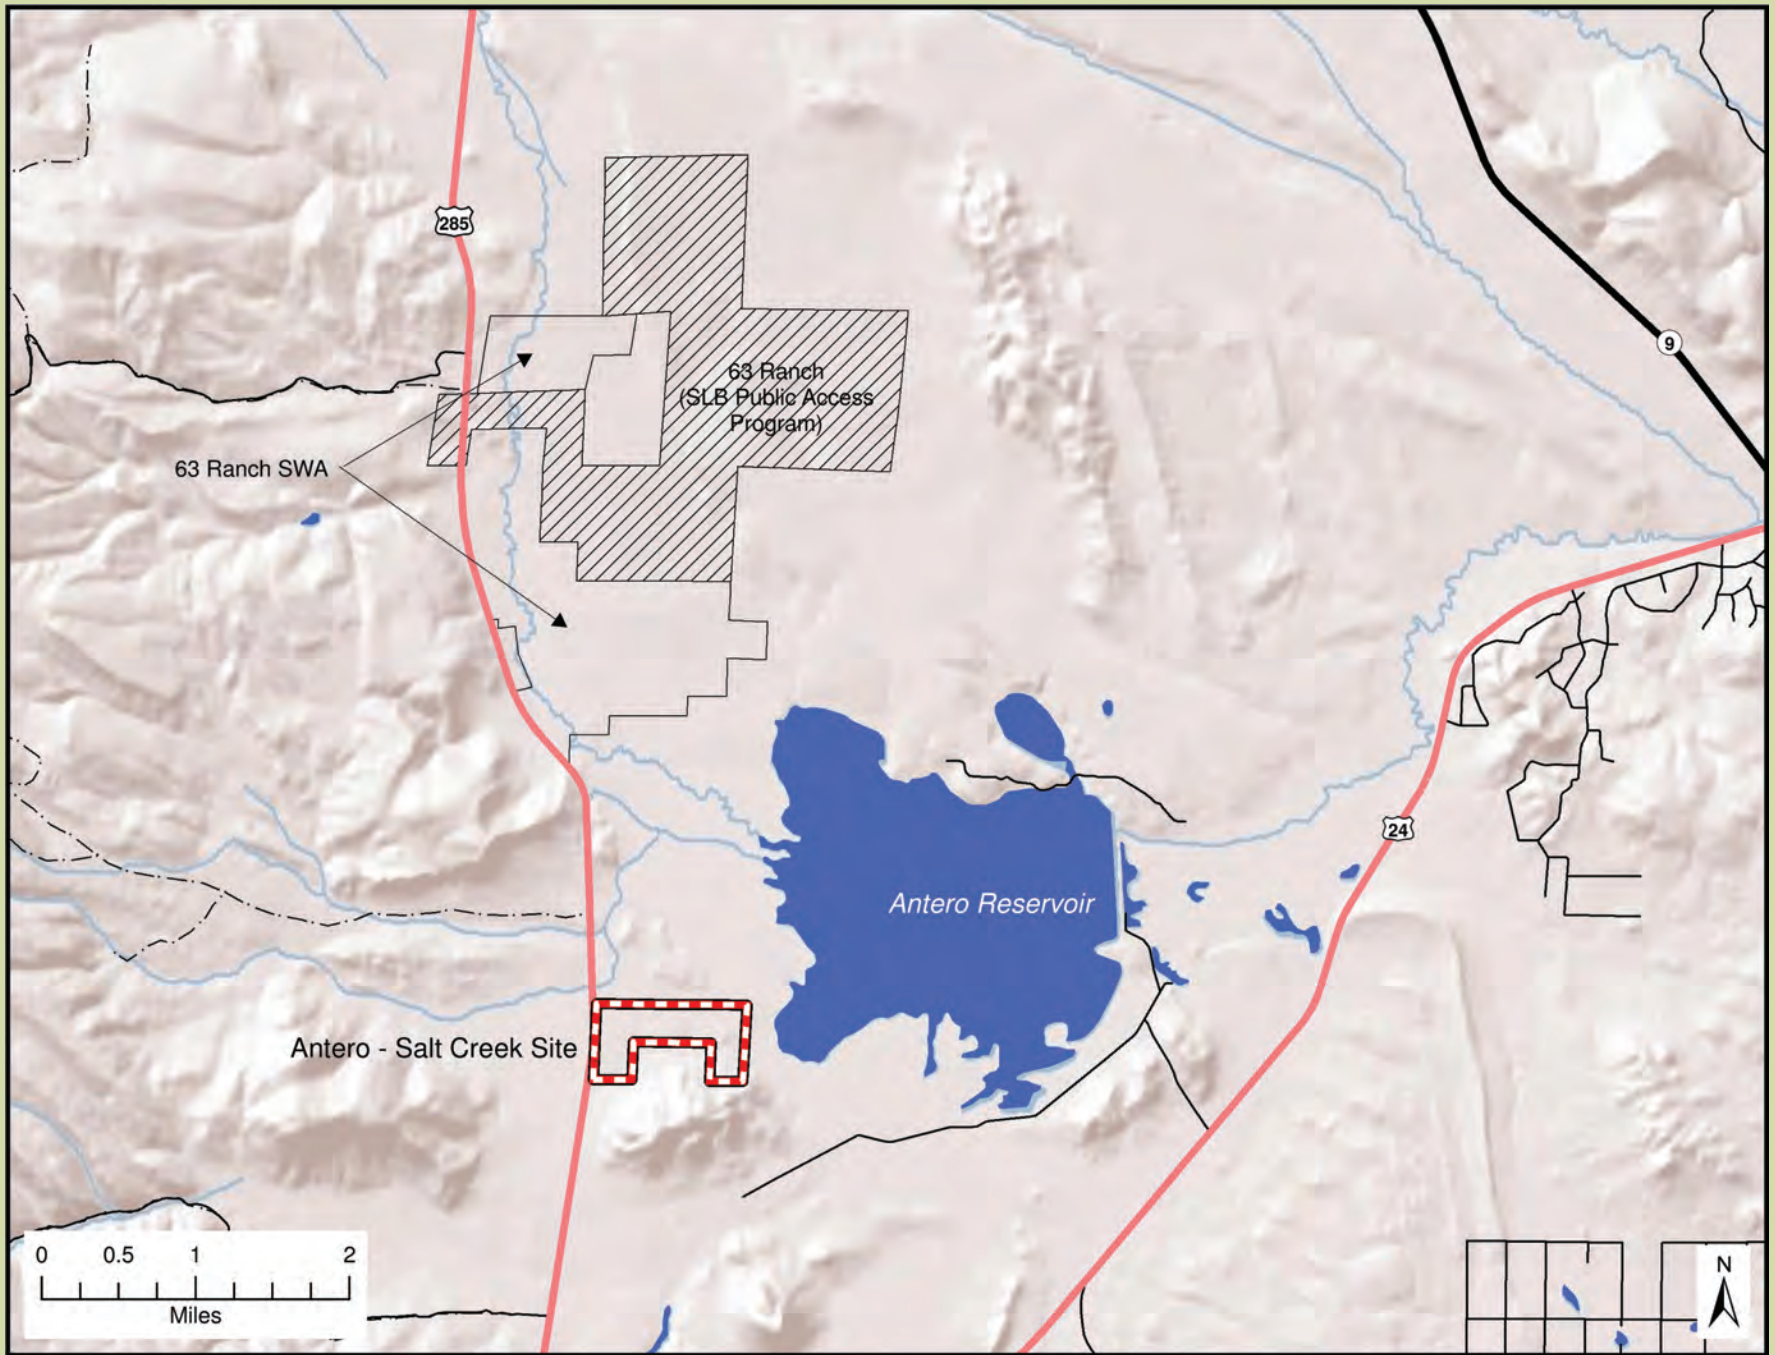 285
9
63 Ranch
(SLB Public Access
Program)
63 Ranch SWA
24
Antero Reservoir
Antero - Salt Creek Site
0 0.5 1 2
Miles
N